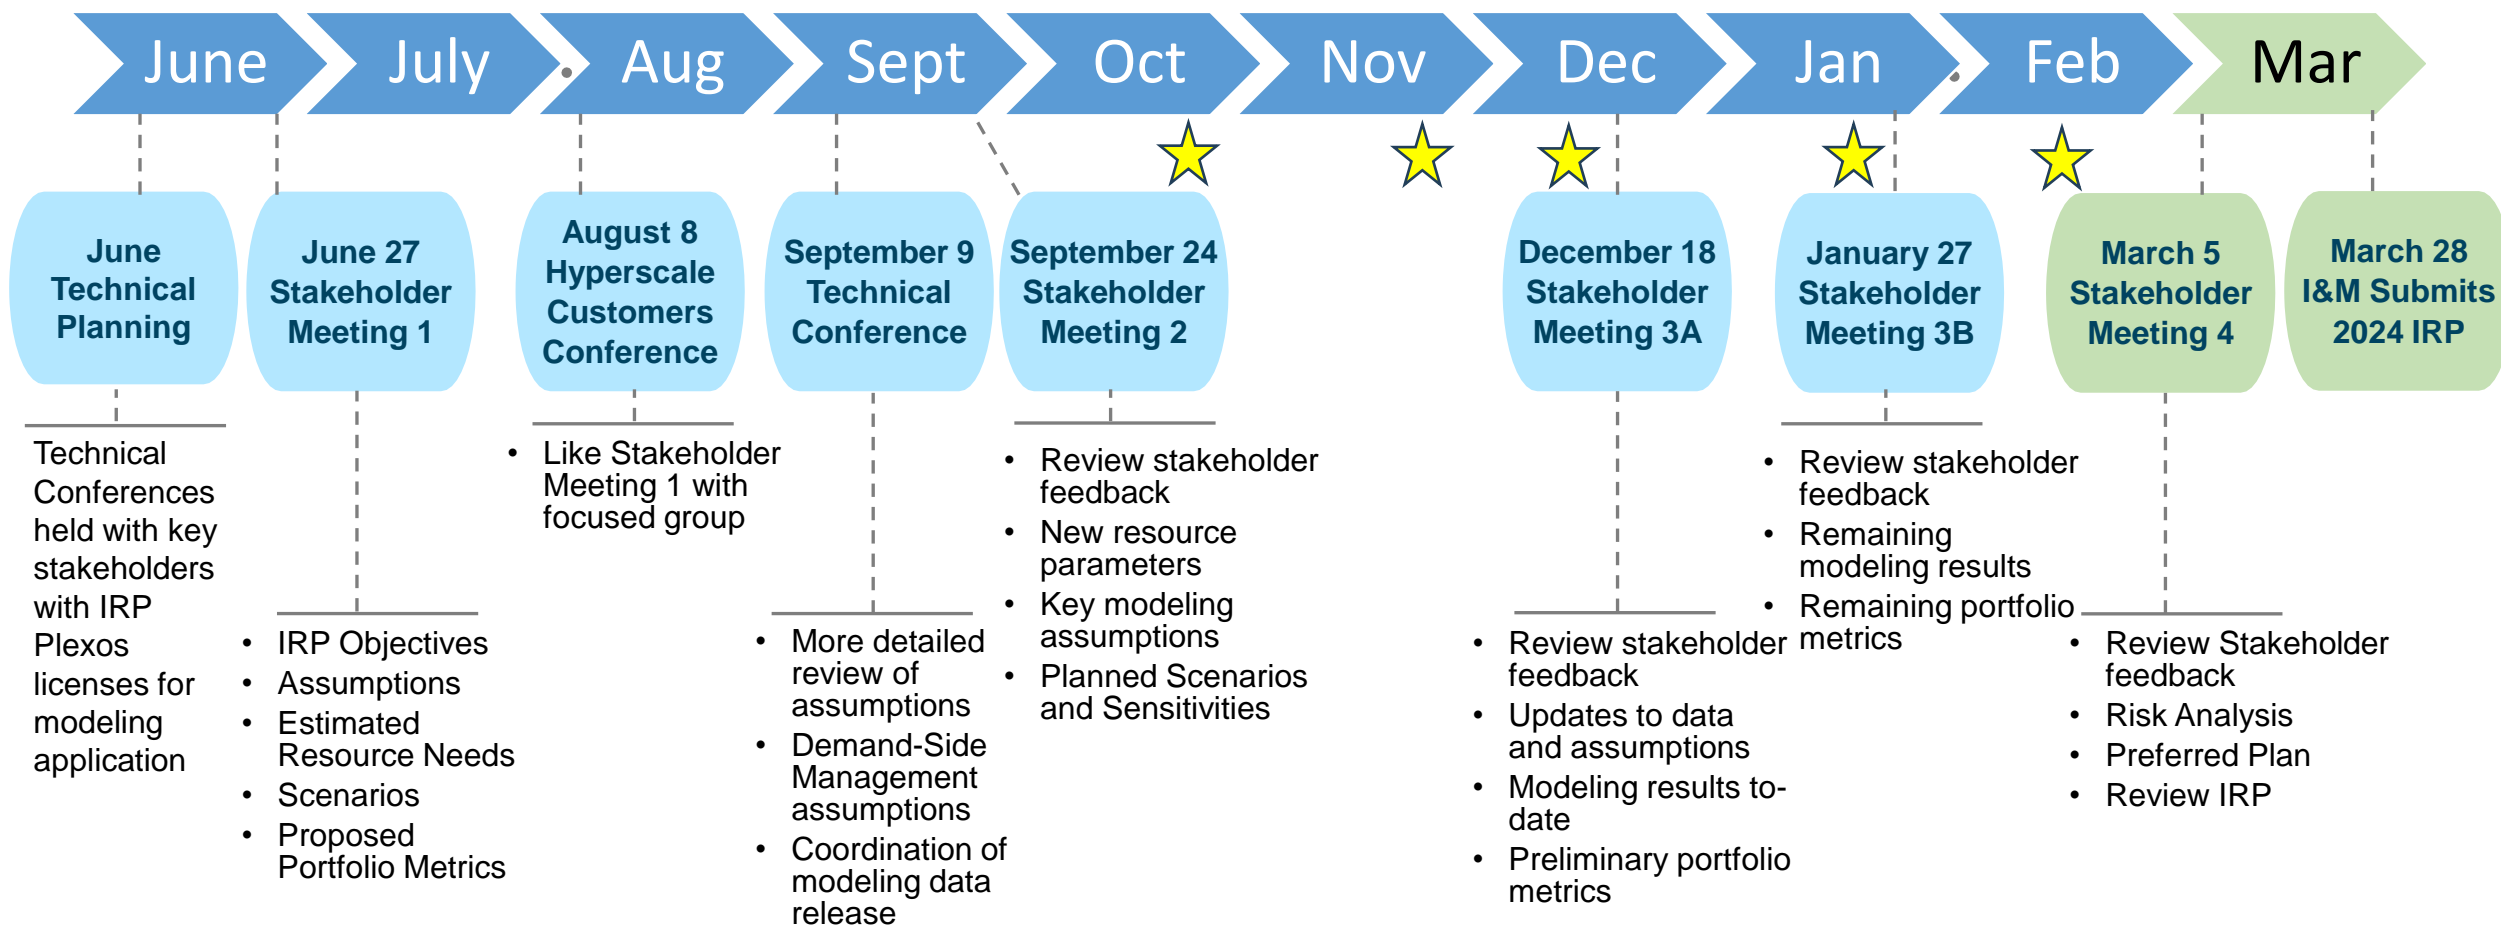 June
July
Aug
Sept
Oct
Nov
Dec
Jan
Feb
Mar
June
Technical
Planning
June 27
Stakeholder
Meeting 1
August 8
Hyperscale
Customers
Conference
September 9
Technical
Conference
September 24
Stakeholder
Meeting 2
December 18
Stakeholder
Meeting 3A
January 27
Stakeholder
Meeting 3B
March 5
Stakeholder
Meeting 4
March 28
I&M Submits
2024 IRP
Technical
Conferences
held with key
stakeholders
with IRP
Plexos
licenses for
modeling
application
• IRP Objectives
• Assumptions
• Estimated
Resource Needs
• Scenarios
• Proposed
Portfolio Metrics
• Like Stakeholder
Meeting 1 with
focused group
• More detailed
review of
assumptions
• Demand-Side
Management
assumptions
• Coordination of
modeling data
release
• Review stakeholder
feedback
• New resource
parameters
• Key modeling
assumptions
• Planned Scenarios
and Sensitivities
• Review stakeholder
feedback
• Updates to data
and assumptions
• Modeling results to-
date
• Preliminary portfolio
metrics
• Review stakeholder
feedback
• Remaining
modeling results
• Remaining portfolio
metrics
• Review Stakeholder
feedback
• Risk Analysis
• Preferred Plan
• Review IRP